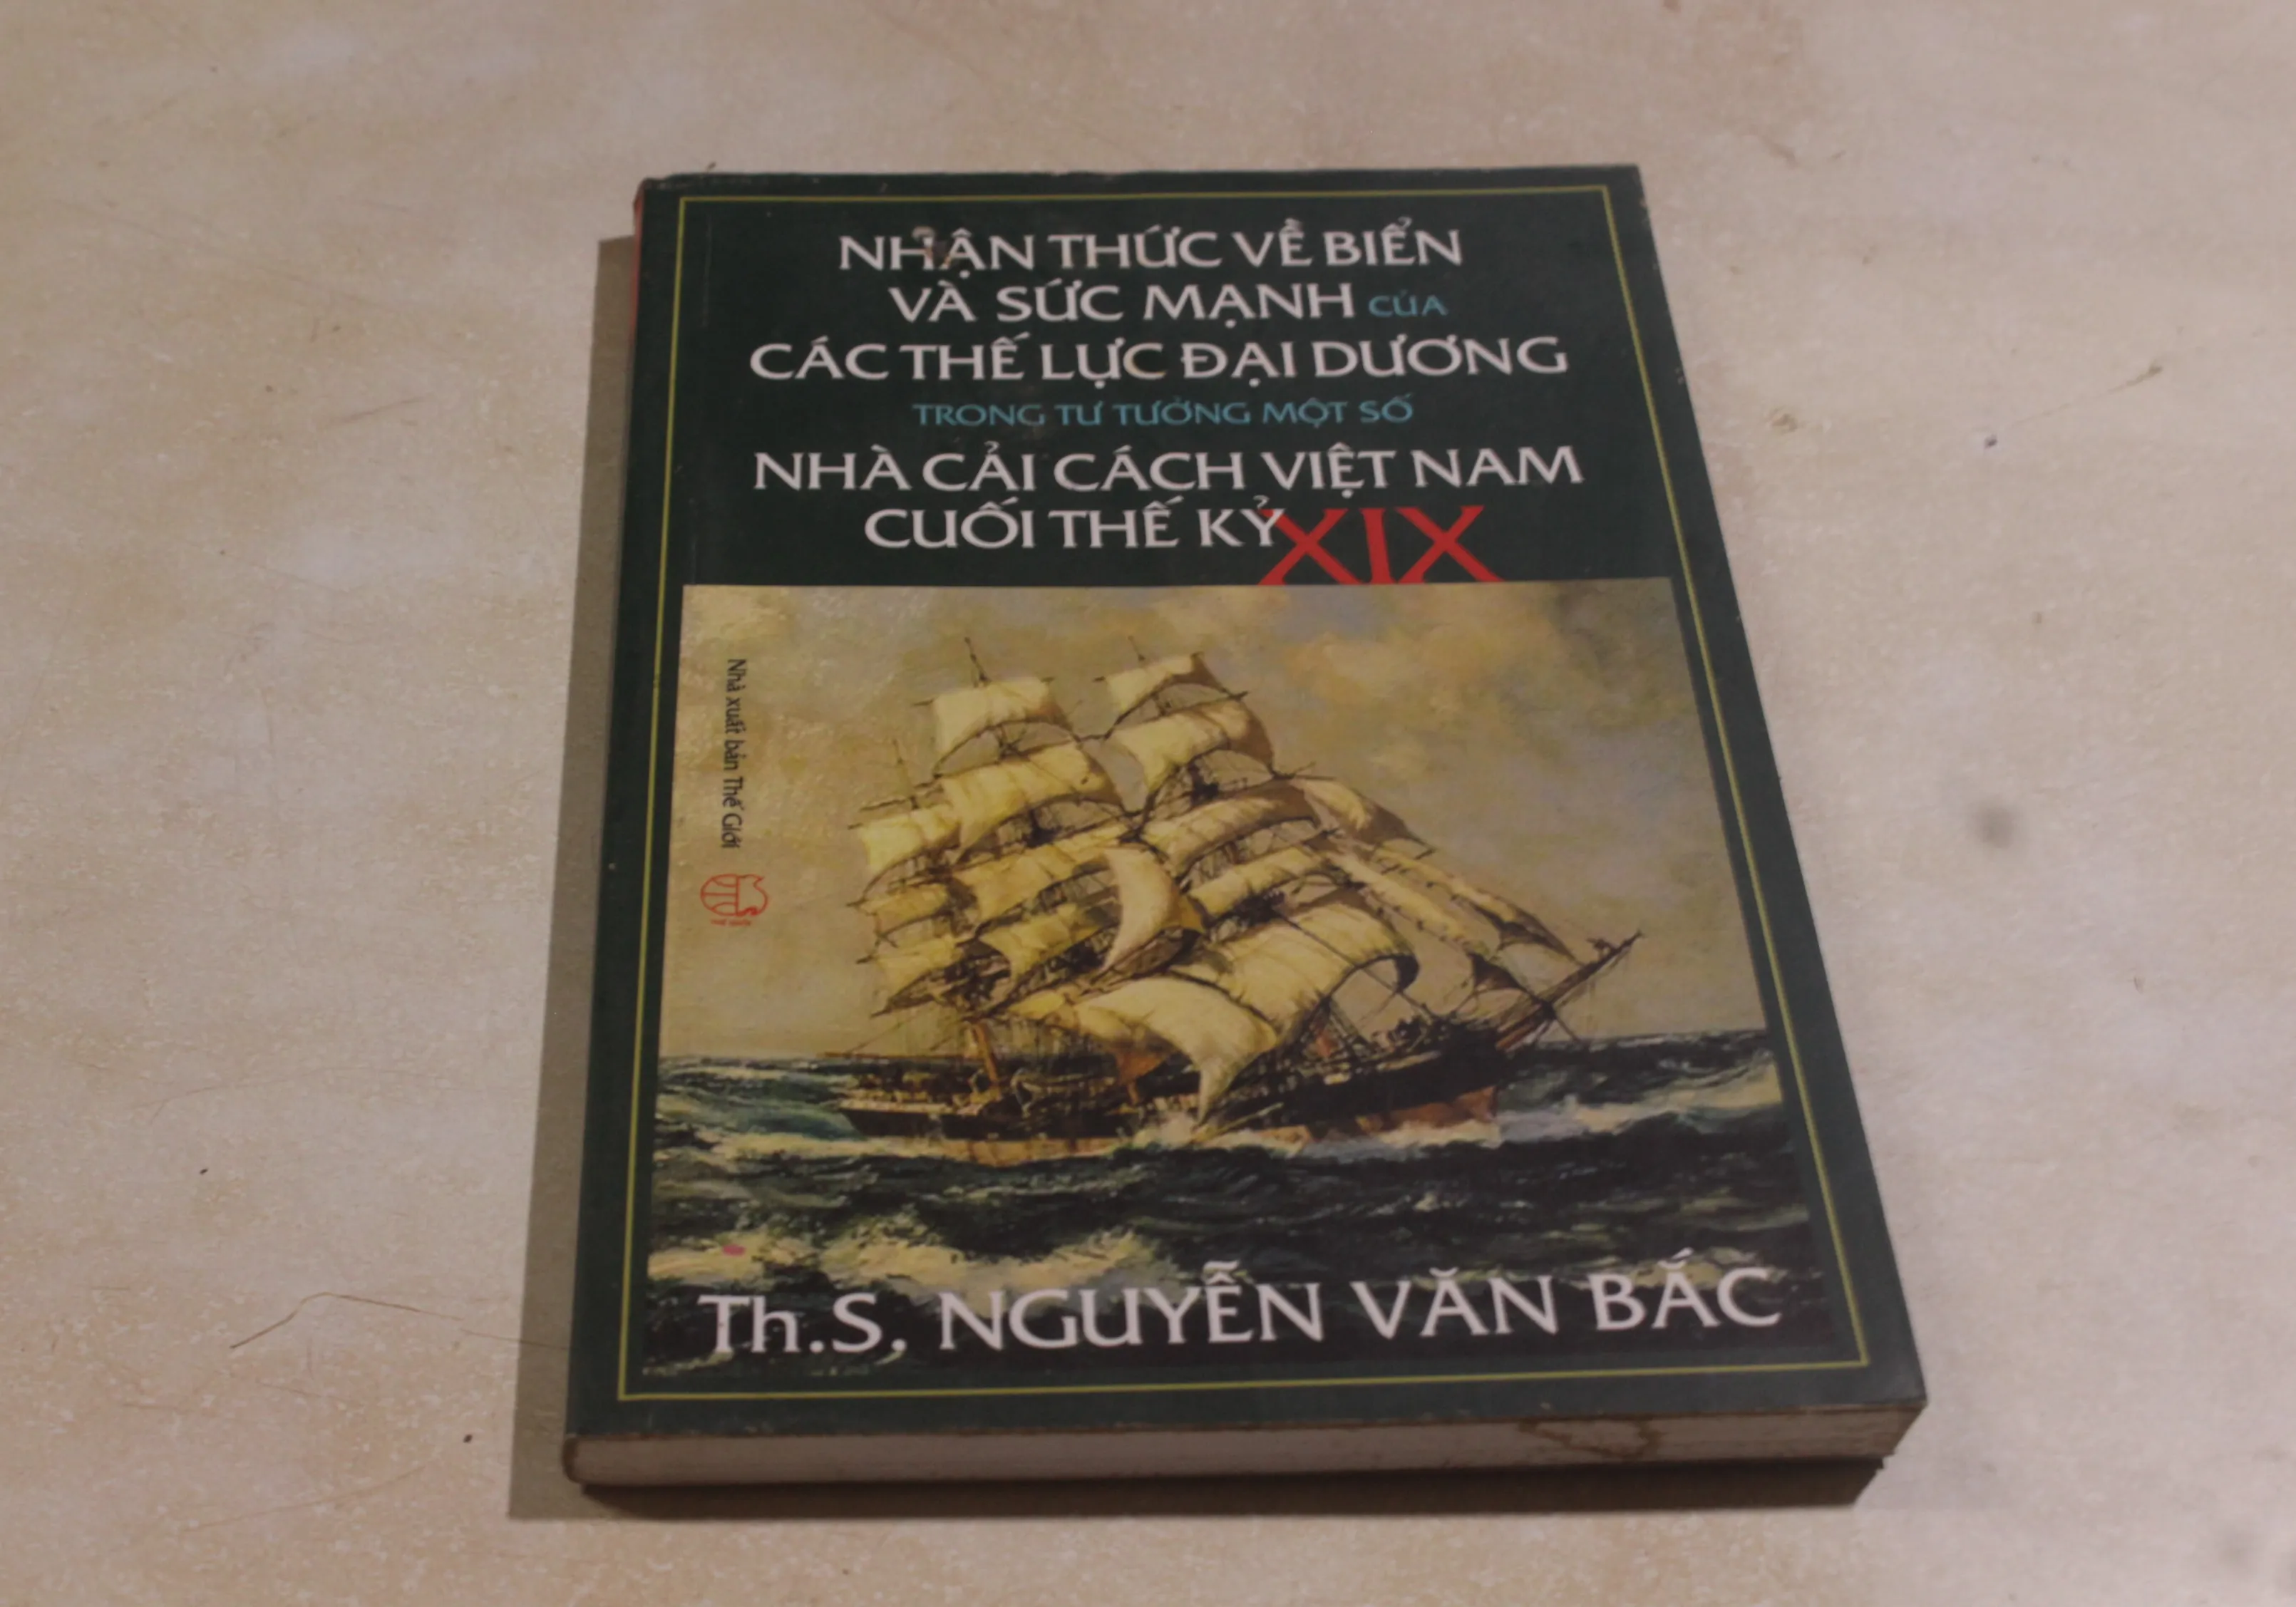 NHẬN THỨC VỀ BIỂN
VÀ SỨC MẠNH CỦA
CÁC THẾ LỰC ĐẠI DƯƠNG
TRONG TƯ TƯỞNG MỘT SỐ
NHÀ CẢI CÁCH VIỆT NAM
CUỐI THẾ KỶ XIX
Nhà xuất bản Thế Giới
Th.S. NGUYỄN VĂN BẮC